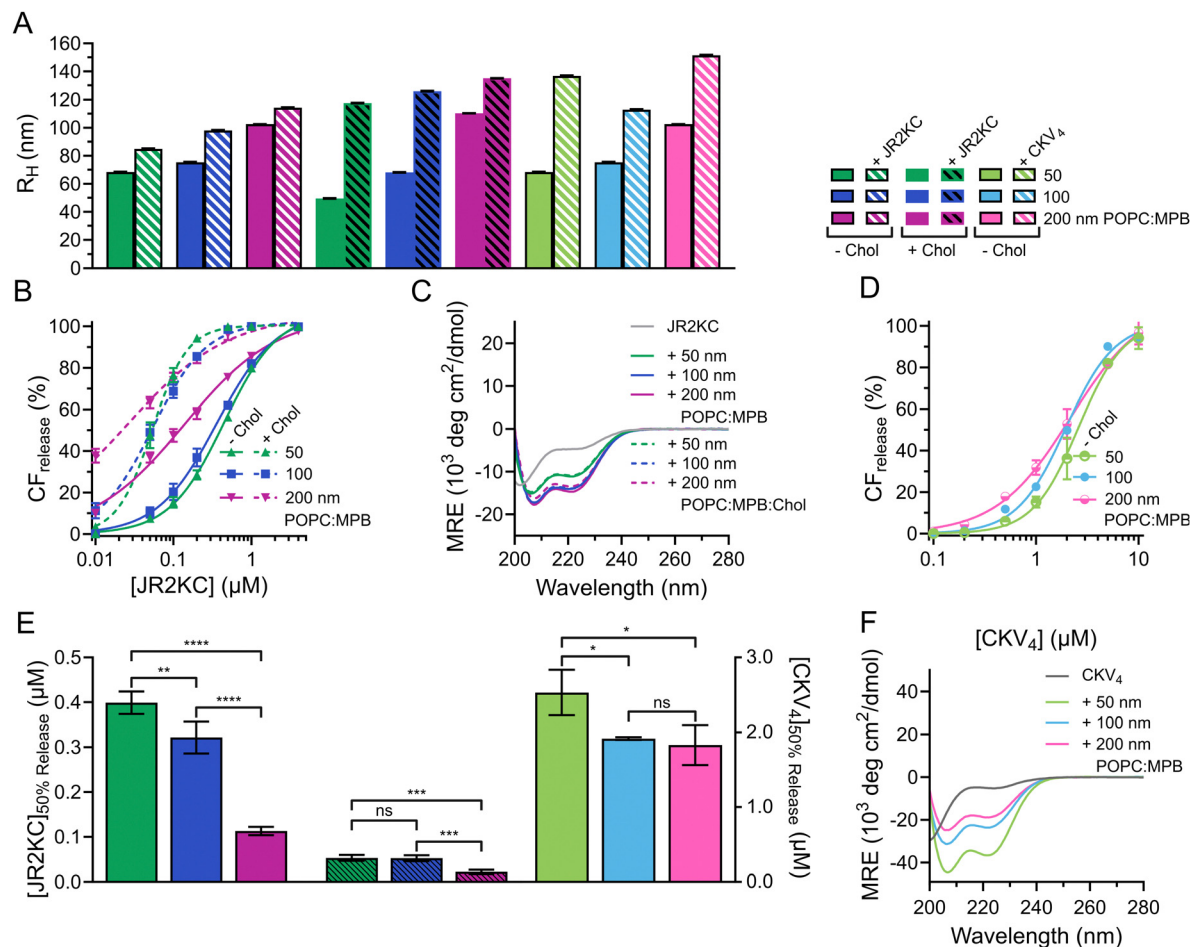 A
160
140
120
100
80
60
40
20
0
R_H (nm)
+ JR2KC
+ JR2KC
+ CKV₄
50
100
200 nm POPC:MPB
- Chol
+ Chol
- Chol
B
100
80
60
40
20
0
CF_release (%)
0.01
0.1
1
[JR2KC] (µM)
- Chol
+ Chol
50
100
200 nm
POPC:MPB
C
20
10
0
-10
-20
MRE (10³ deg cm²/dmol)
200
220
240
260
280
Wavelength (nm)
JR2KC
+ 50 nm
+ 100 nm
+ 200 nm
POPC:MPB
+ 50 nm
+ 100 nm
+ 200 nm
POPC:MPB:Chol
D
100
80
60
40
20
0
CF_release (%)
0.1
1
10
[CKV₄] (µM)
- Chol
50
100
200 nm
POPC:MPB
E
0.5
0.4
0.3
0.2
0.1
0.0
[JR2KC]_50% Release (µM)
****
**
****
***
ns
***
*
*
ns
3.0
2.0
1.0
0.0
[CKV₄]_50% Release
(µM)
F
40
20
0
-20
-40
MRE (10³ deg cm²/dmol)
200
220
240
260
280
Wavelength (nm)
CKV₄
+ 50 nm
+ 100 nm
+ 200 nm
POPC:MPB